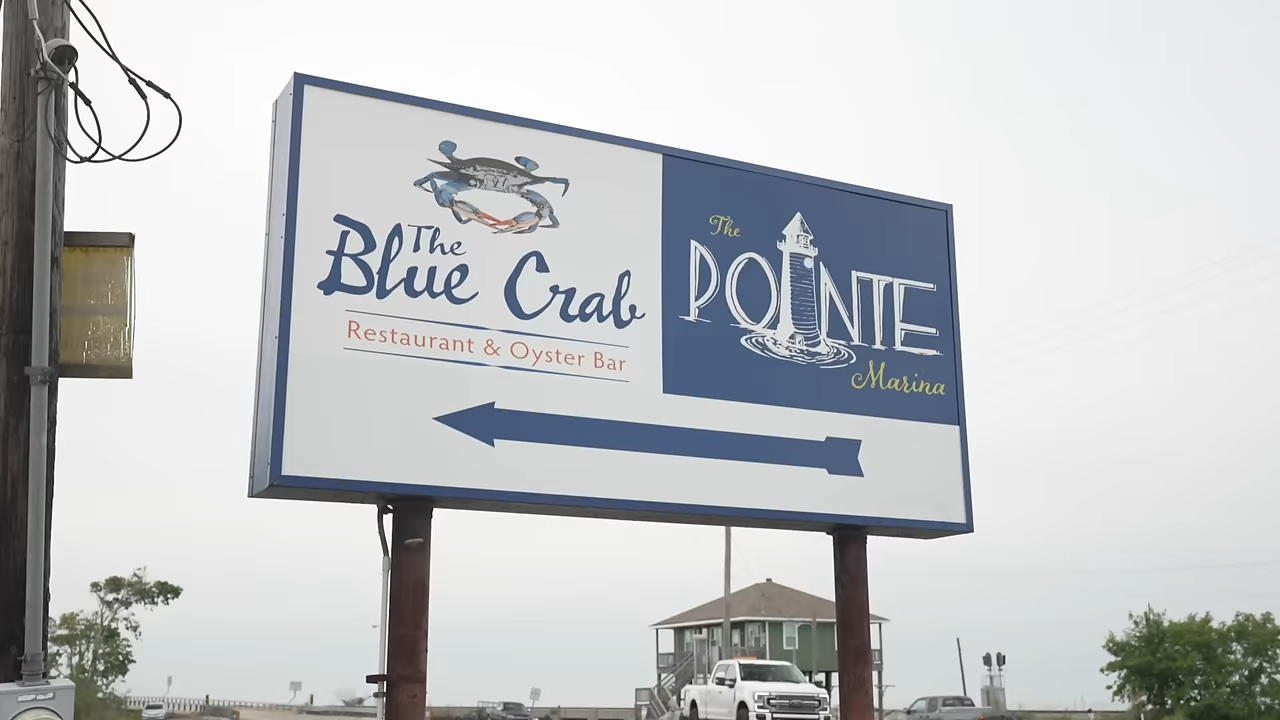 The
Blue Crab
Restaurant & Oyster Bar
The
POINTE
Marina